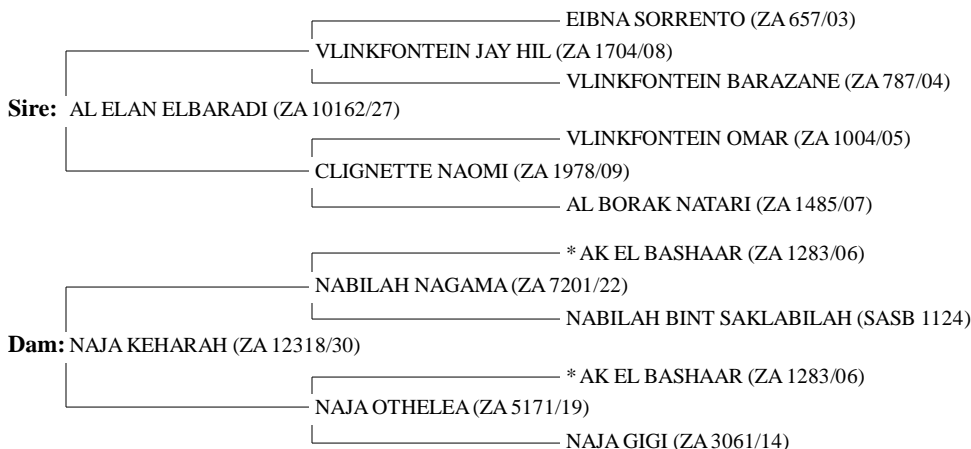 EIBNA SORRENTO (ZA 657/03)
VLINKFONTEIN JAY HIL (ZA 1704/08)
VLINKFONTEIN BARAZANE (ZA 787/04)
Sire: AL ELAN ELBARADI (ZA 10162/27)
VLINKFONTEIN OMAR (ZA 1004/05)
CLIGNETTE NAOMI (ZA 1978/09)
AL BORAK NATARI (ZA 1485/07)
* AK EL BASHAAR (ZA 1283/06)
NABILAH NAGAMA (ZA 7201/22)
NABILAH BINT SAKLABILAH (SASB 1124)
Dam: NAJA KEHARAH (ZA 12318/30)
* AK EL BASHAAR (ZA 1283/06)
NAJA OTHELEA (ZA 5171/19)
NAJA GIGI (ZA 3061/14)